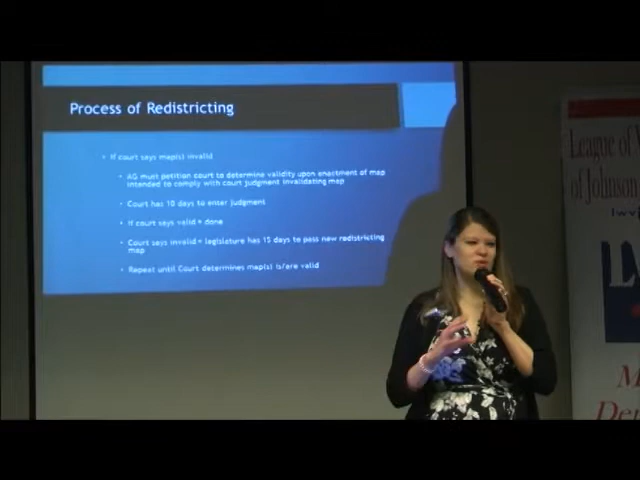 Process of Redistricting
If court says map(s) invalid
AG must petition court to determine validity upon enactment of map
intended to comply with court judgment invalidating map
Court has 10 days to enter judgment
If court says valid = done
Court says invalid = legislature has 15 days to pass new redistricting
map
Repeat until Court determines map(s) is/are valid
League of
of Johnson